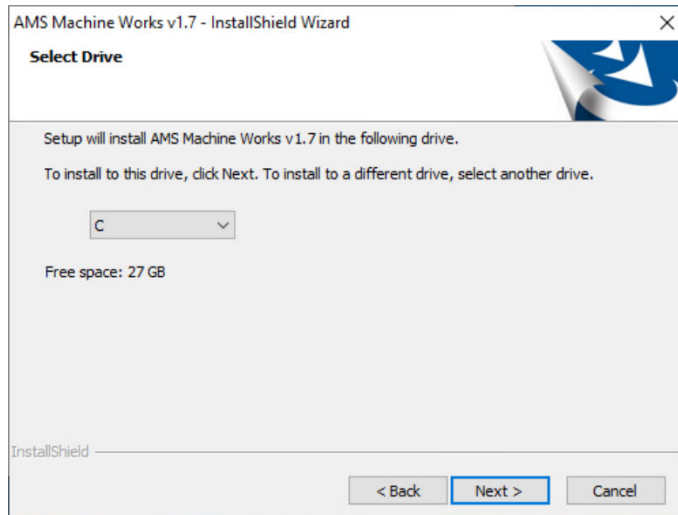 AMS Machine Works v1.7 - InstallShield Wizard
Select Drive
Setup will install AMS Machine Works v1.7 in the following drive.
To install to this drive, click Next. To install to a different drive, select another drive.
C
Free space: 27 GB
InstallShield
< Back Next > Cancel